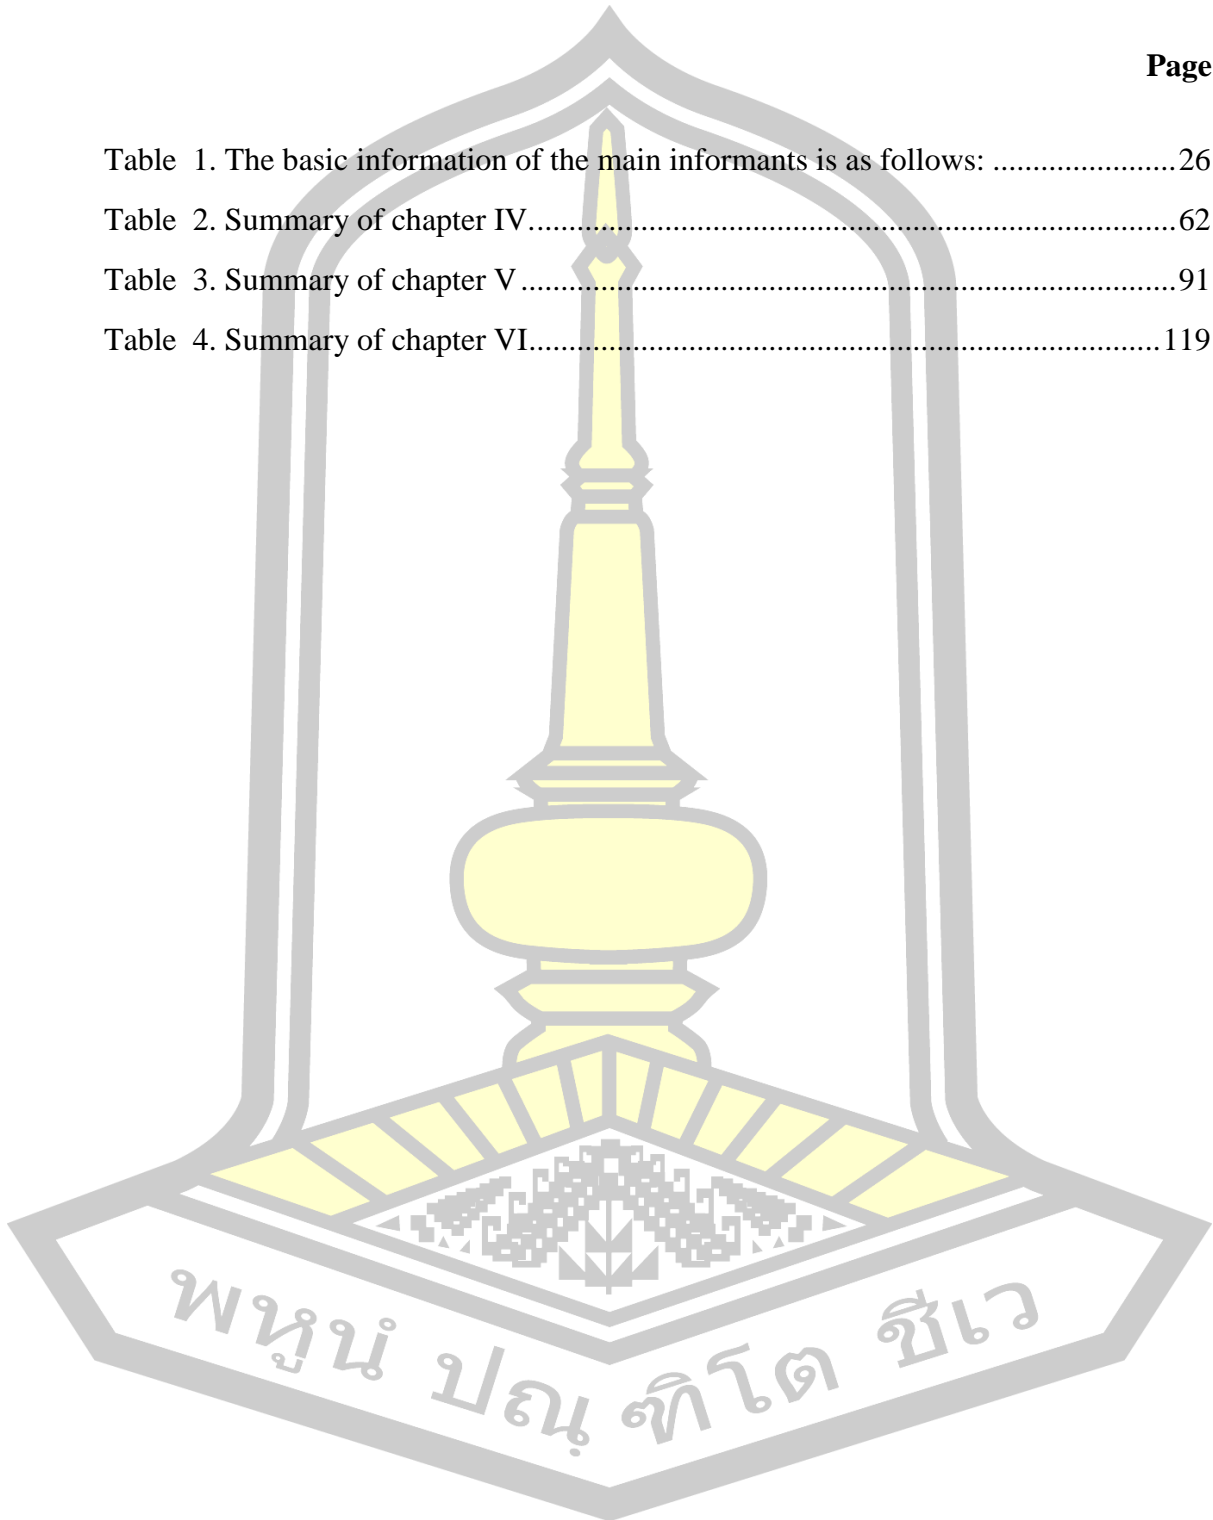 Page
Table 1. The basic information of the main informants is as follows: ......................26
Table 2. Summary of chapter IV..............................................................................62
Table 3. Summary of chapter V...............................................................................91
Table 4. Summary of chapter VI............................................................................119
พหูนํ ปณฺฑิโต ชีเว